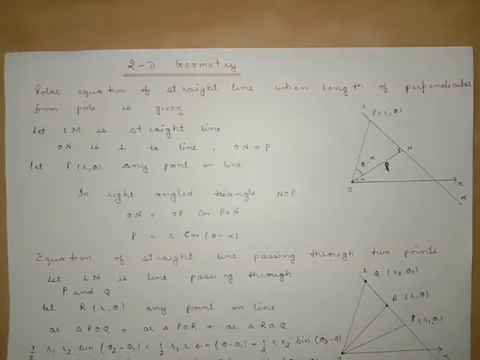 2-D Geometry
Polar equation of straight line when length of perpendicular
from pole is given
Let LM is straight line
ON is ⊥ to line, ON = P
Let P(r, θ) any point on line
In right angled triangle NOP
ON = OP Cos PON
P = r Cos(θ-α)
L
P(r, θ)
N
θ-α
P
α
O
X
M
Equation of straight line passing through two points
Let LM is line passing through
P and Q
Let R(r, θ) any point on line
ar △POQ = ar △POR + ar △ROQ
1/2 r₁ r₂ sin (θ₂-θ₁) = 1/2 r₁ r sin (θ-θ₁) + 1/2 r r₂ sin(θ₂-θ)
L
Q(r₂, θ₂)
R(r, θ)
P(r₁, θ₁)
O
X